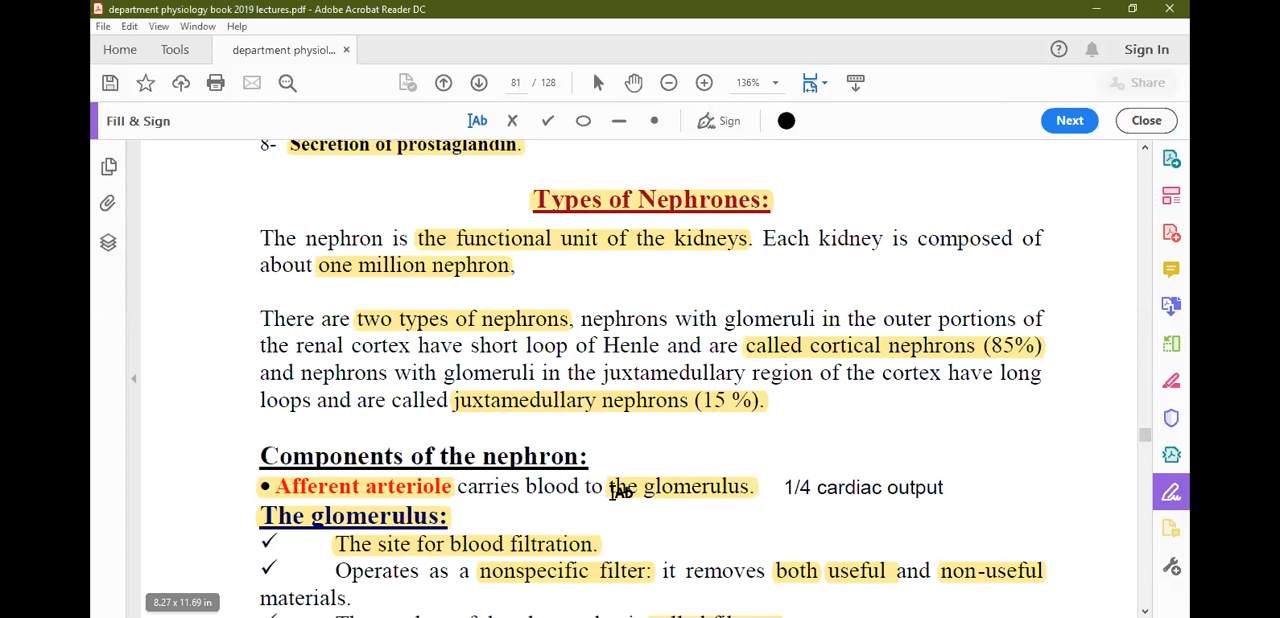 department physiology book 2019 lectures.pdf - Adobe Acrobat Reader DC
File Edit View Window Help
Home Tools department physiol... × Sign In
81 / 128 136% Share
Fill & Sign Ab Sign Next Close
8- Secretion of prostaglandin.
Types of Nephrones:
The nephron is the functional unit of the kidneys. Each kidney is composed of
about one million nephron,
There are two types of nephrons, nephrons with glomeruli in the outer portions of
the renal cortex have short loop of Henle and are called cortical nephrons (85%)
and nephrons with glomeruli in the juxtamedullary region of the cortex have long
loops and are called juxtamedullary nephrons (15 %).
Components of the nephron:
• Afferent arteriole carries blood to the glomerulus. 1/4 cardiac output
The glomerulus:
✓ The site for blood filtration.
✓ Operates as a nonspecific filter: it removes both useful and non-useful
materials.
8.27 x 11.69 in